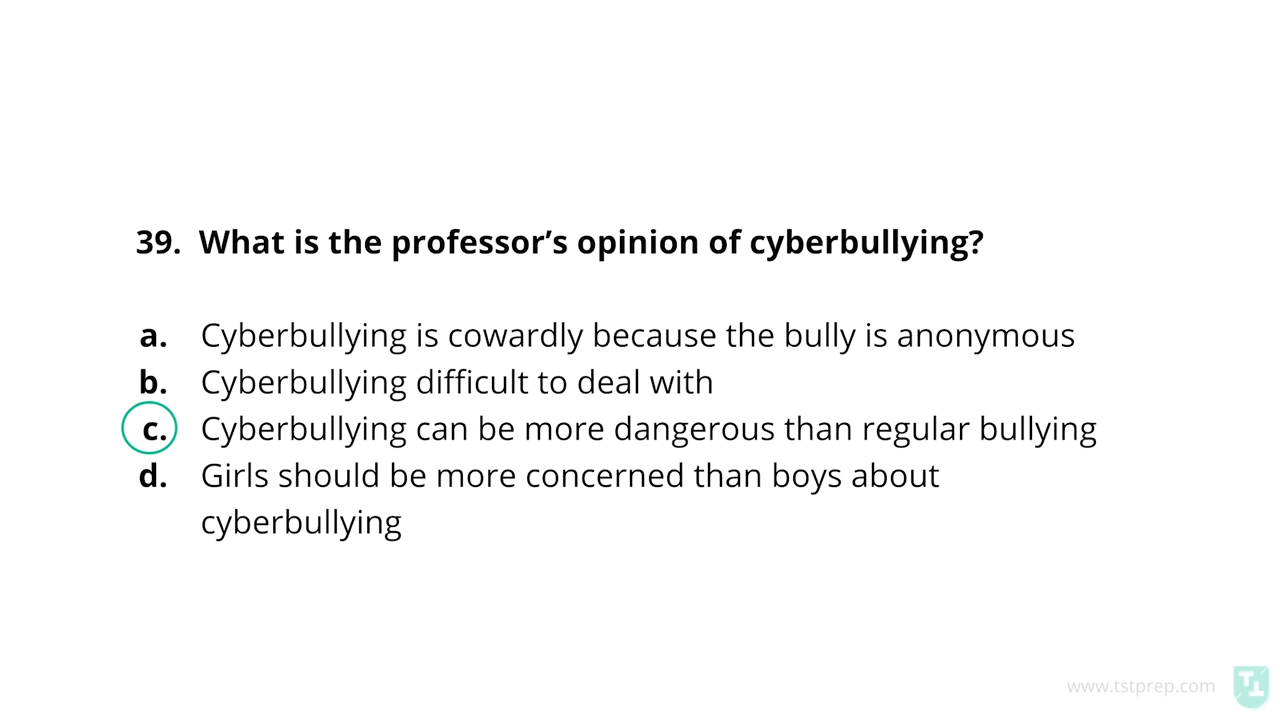 39. What is the professor’s opinion of cyberbullying?
a. Cyberbullying is cowardly because the bully is anonymous
b. Cyberbullying difficult to deal with
c. Cyberbullying can be more dangerous than regular bullying
d. Girls should be more concerned than boys about
cyberbullying
www.tstprep.com